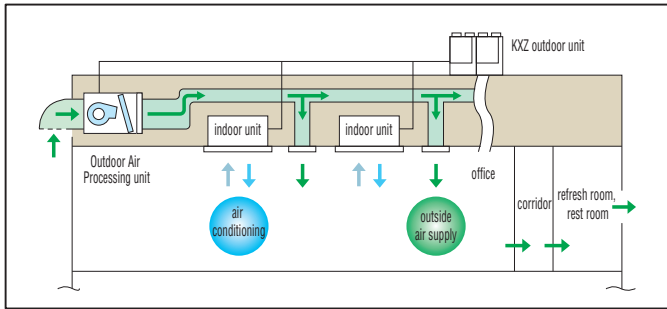 KXZ outdoor unit
indoor unit
indoor unit
Outdoor Air
Processing unit
office
corridor
refresh room,
rest room
air
conditioning
outside
air supply